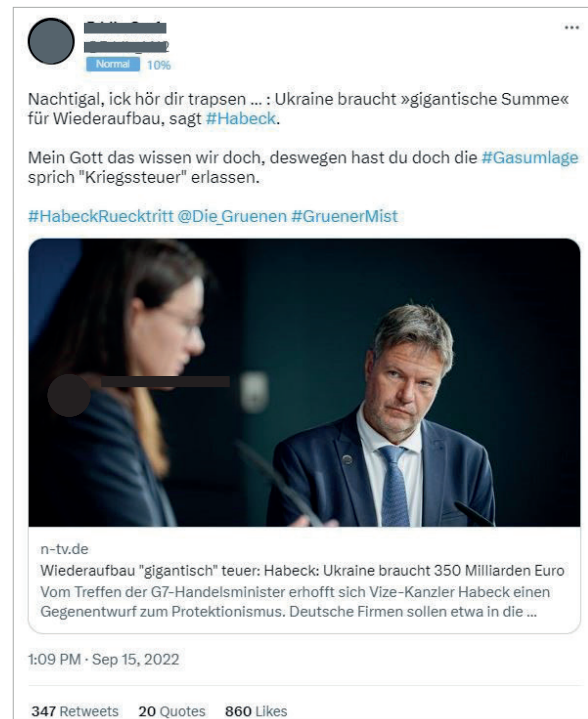 Normal 10%
Nachtigal, ick hör dir trapsen ... : Ukraine braucht »gigantische Summe«
für Wiederaufbau, sagt #Habeck.
Mein Gott das wissen wir doch, deswegen hast du doch die #Gasumlage
sprich "Kriegssteuer" erlassen.
#HabeckRuecktritt @Die_Gruenen #GruenerMist
n-tv.de
Wiederaufbau "gigantisch" teuer: Habeck: Ukraine braucht 350 Milliarden Euro
Vom Treffen der G7-Handelsminister erhofft sich Vize-Kanzler Habeck einen
Gegenentwurf zum Protektionismus. Deutsche Firmen sollen etwa in die ...
1:09 PM · Sep 15, 2022
347 Retweets 20 Quotes 860 Likes